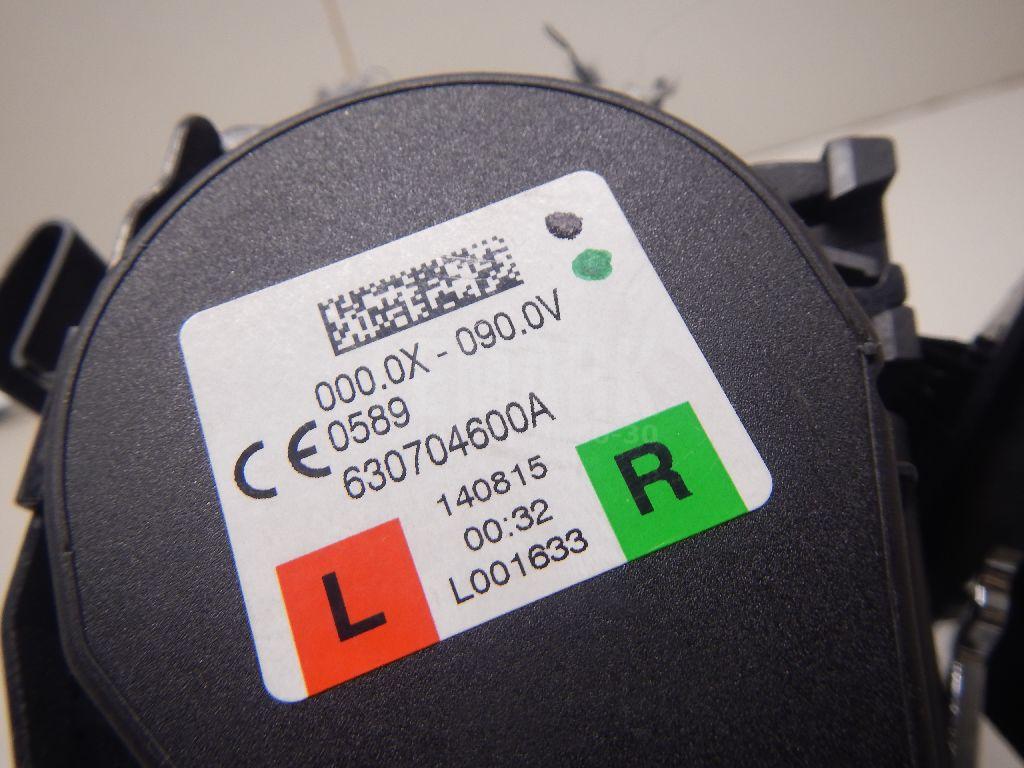 000.0X - 090.0V
CE 0589
630704600A
140815
00:32
L001633
L
R